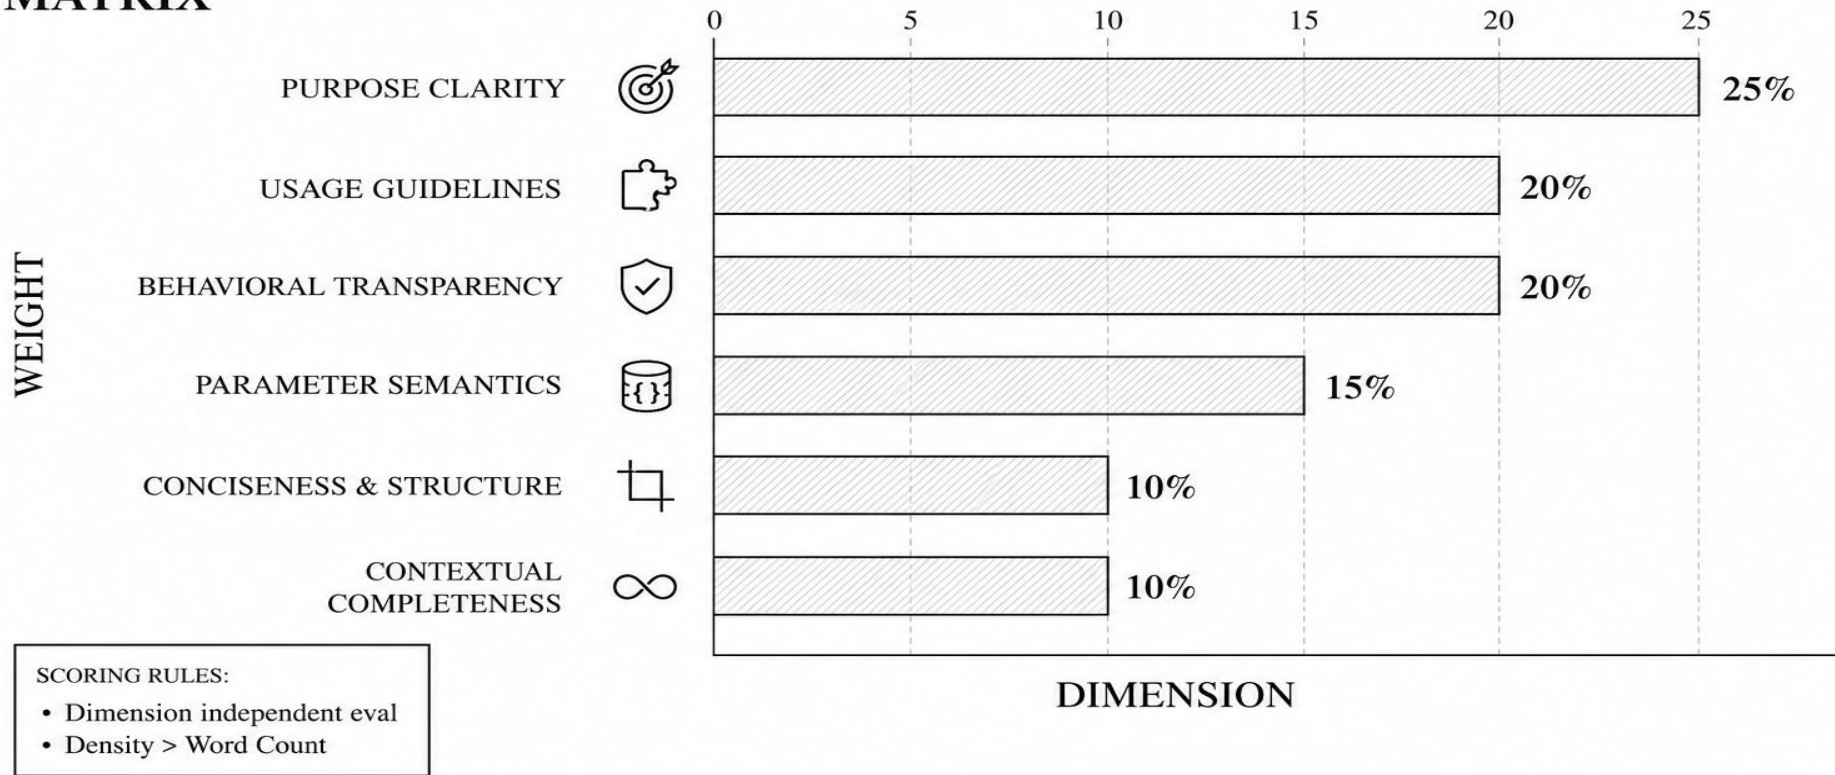 MATRIX
0 5 10 15 20 25
PURPOSE CLARITY 25%
USAGE GUIDELINES 20%
BEHAVIORAL TRANSPARENCY 20%
WEIGHT
PARAMETER SEMANTICS {} 15%
CONCISENESS & STRUCTURE 10%
CONTEXTUAL
COMPLETENESS 10%
DIMENSION
SCORING RULES:
• Dimension independent eval
• Density > Word Count